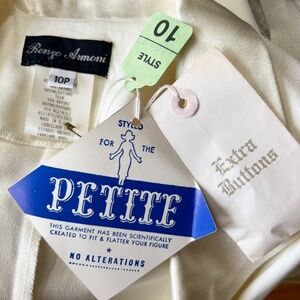 Renzo Armoni
10P
STYLE
10
STYLED
FOR THE
PETITE
THIS GARMENT HAS BEEN SCIENTIFICALLY
CREATED TO FIT & FLATTER YOUR FIGURE
NO ALTERATIONS
Extra
Buttons